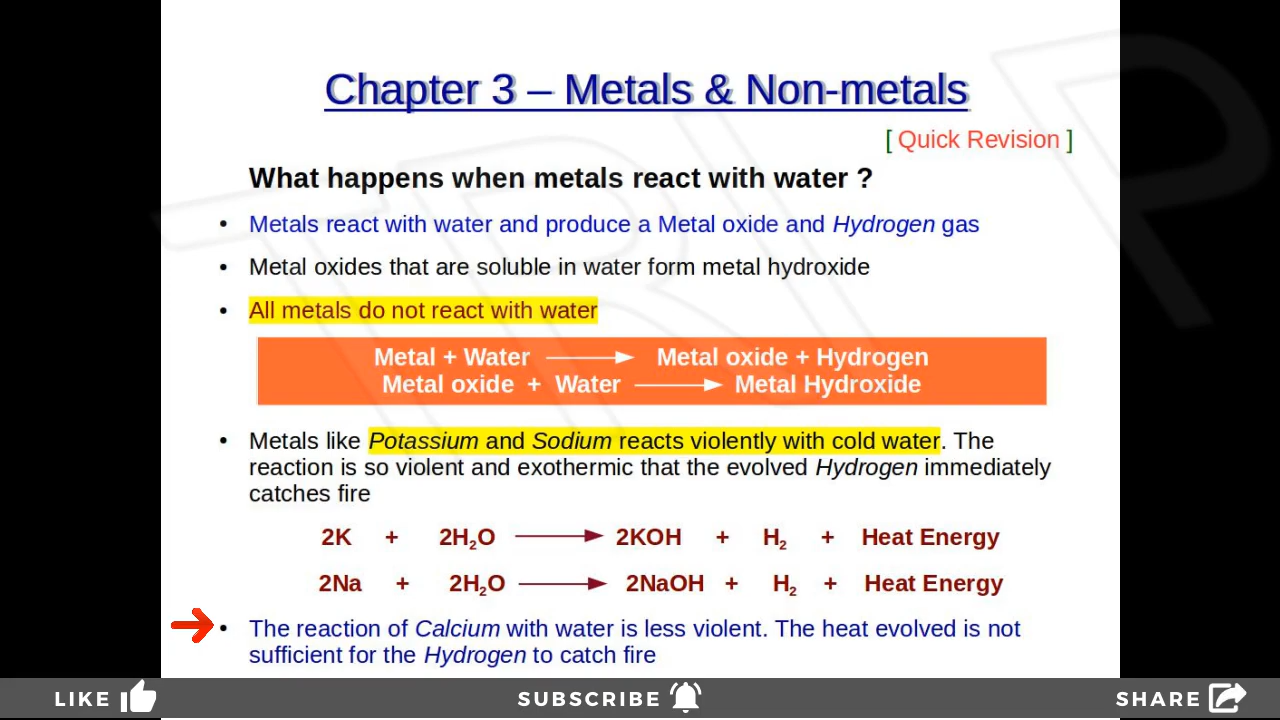 Chapter 3 – Metals & Non-metals
[ Quick Revision ]
What happens when metals react with water ?
• Metals react with water and produce a Metal oxide and Hydrogen gas
• Metal oxides that are soluble in water form metal hydroxide
• All metals do not react with water
Metal + Water ⟶ Metal oxide + Hydrogen
Metal oxide + Water ⟶ Metal Hydroxide
• Metals like Potassium and Sodium reacts violently with cold water. The
reaction is so violent and exothermic that the evolved Hydrogen immediately
catches fire
2K + 2H₂O ⟶ 2KOH + H₂ + Heat Energy
2Na + 2H₂O ⟶ 2NaOH + H₂ + Heat Energy
• The reaction of Calcium with water is less violent. The heat evolved is not
sufficient for the Hydrogen to catch fire
LIKE SUBSCRIBE SHARE